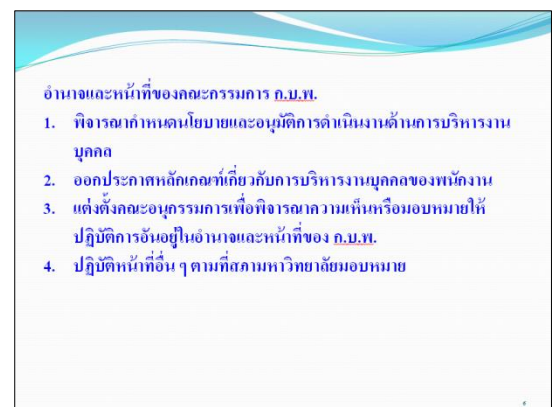 อำนาจและหน้าที่ของคณะกรรมการ ก.บ.พ.
1. พิจารณากำหนดนโยบายและอนุมัติการดำเนินงานด้านการบริหารงาน
บุคคล
2. ออกประกาศหลักเกณฑ์เกี่ยวกับการบริหารงานบุคคลของพนักงาน
3. แต่งตั้งคณะอนุกรรมการเพื่อพิจารณาความเห็นหรือมอบหมายให้
ปฏิบัติการอันอยู่ในอำนาจและหน้าที่ของ ก.บ.พ.
4. ปฏิบัติหน้าที่อื่น ๆ ตามที่สภามหาวิทยาลัยมอบหมาย